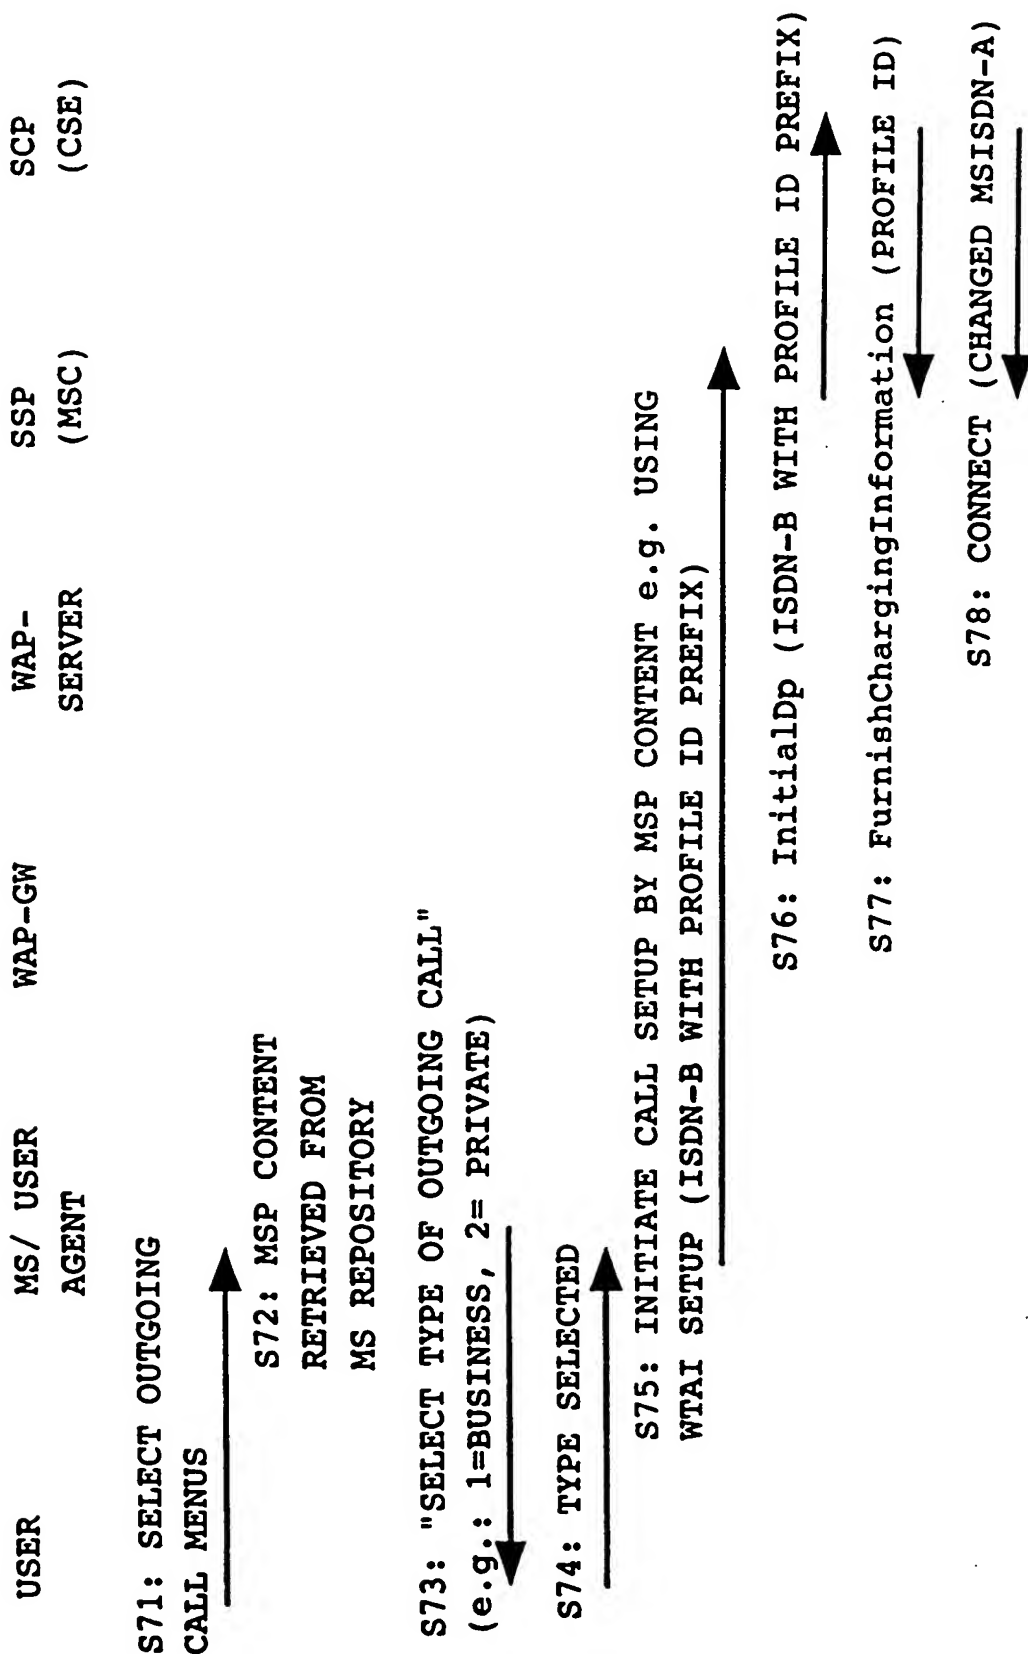 USER
MS/ USER
AGENT
WAP-GW
WAP-
SERVER
SSP
(MSC)
SCP
(CSE)
S71: SELECT OUTGOING
CALL MENUS
S72: MSP CONTENT
RETRIEVED FROM
MS REPOSITORY
S73: "SELECT TYPE OF OUTGOING CALL"
(e.g.: 1=BUSINESS, 2= PRIVATE)
S74: TYPE SELECTED
S75: INITIATE CALL SETUP BY MSP CONTENT e.g. USING
WTAI SETUP (ISDN-B WITH PROFILE ID PREFIX)
S76: InitialDp (ISDN-B WITH PROFILE ID PREFIX)
S77: FurnishChargingInformation (PROFILE ID)
S78: CONNECT (CHANGED MSISDN-A)